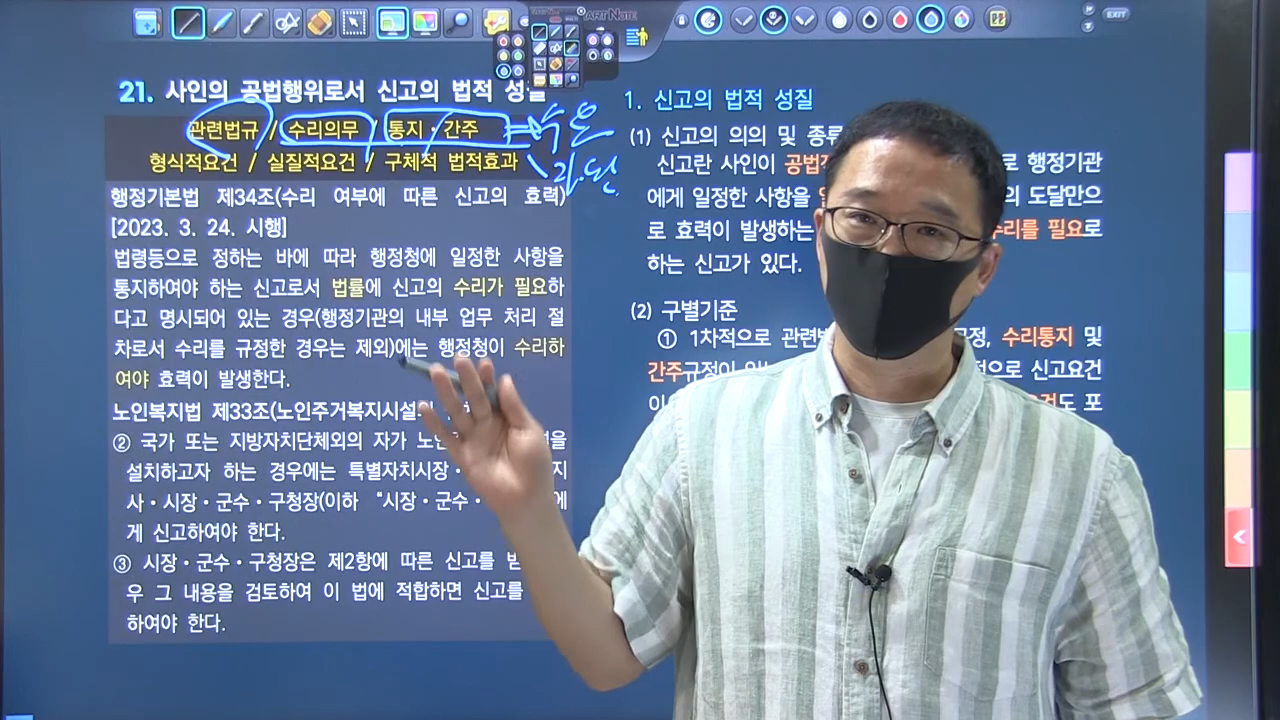 ART NOTE
EXIT
21. 사인의 공법행위로서 신고의 법적 성질
관련법규 / 수리의무 / 통지·간주
형식적요건 / 실질적요건 / 구체적 법적효과
행정기본법 제34조(수리 여부에 따른 신고의 효력)
[2023. 3. 24. 시행]
법령등으로 정하는 바에 따라 행정청에 일정한 사항을
통지하여야 하는 신고로서 법률에 신고의 수리가 필요하
다고 명시되어 있는 경우(행정기관의 내부 업무 처리 절
차로서 수리를 규정한 경우는 제외)에는 행정청이 수리하
여야 효력이 발생한다.
노인복지법 제33조(노인주거복지시설의
② 국가 또는 지방자치단체외의 자가 을
설치하고자 하는 경우에는 특별자치시장· 지
사·시장·군수·구청장(이하 “시장·군수· 에
게 신고하여야 한다.
③ 시장·군수·구청장은 제2항에 따른 신고를
우 그 내용을 검토하여 이 법에 적합하면 신고를
하여야 한다.
1. 신고의 법적 성질
(1) 신고의 의의 및 종류
신고란 사인이 로 행정기관
에게 일정한 사항을 의 도달만으
로 효력이 발생하는 수리를 필요로
하는 신고가 있다.
(2) 구별기준
① 1차적으로 수리통지 및
간주규정이 적으로 신고요건
도 포